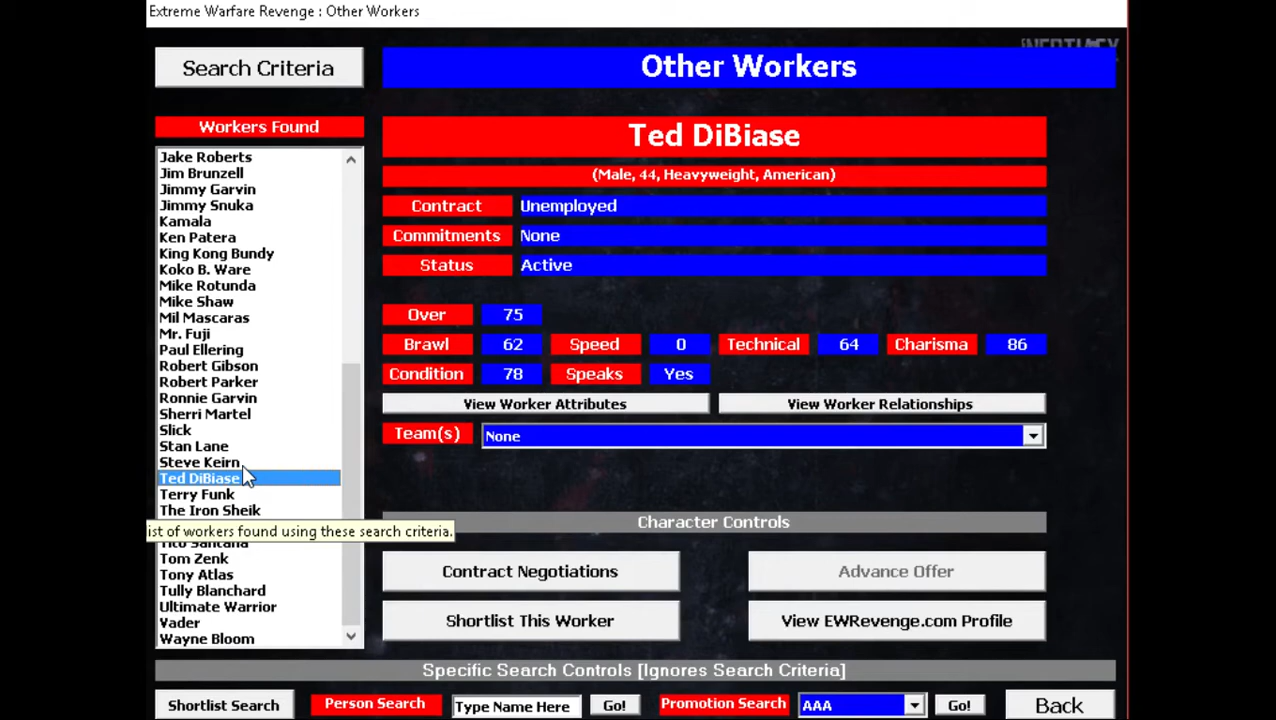 Extreme Warfare Revenge : Other Workers
Search Criteria
Other Workers
Workers Found
Jake Roberts
Jim Brunzell
Jimmy Garvin
Jimmy Snuka
Kamala
Ken Patera
King Kong Bundy
Koko B. Ware
Mike Rotunda
Mike Shaw
Mil Mascaras
Mr. Fuji
Paul Ellering
Robert Gibson
Robert Parker
Ronnie Garvin
Sherri Martel
Slick
Stan Lane
Steve Keirn
Ted DiBiase
Terry Funk
The Iron Sheik
ist of workers found using these search criteria.
Tito Santana
Tom Zenk
Tony Atlas
Tully Blanchard
Ultimate Warrior
Vader
Wayne Bloom
Ted DiBiase
(Male, 44, Heavyweight, American)
Contract Unemployed
Commitments None
Status Active
Over 75
Brawl 62 Speed 0 Technical 64 Charisma 86
Condition 78 Speaks Yes
View Worker Attributes View Worker Relationships
Team(s) None
Character Controls
Contract Negotiations Advance Offer
Shortlist This Worker View EWRevenge.com Profile
Specific Search Controls [Ignores Search Criteria]
Shortlist Search Person Search Type Name Here Go! Promotion Search AAA Go! Back